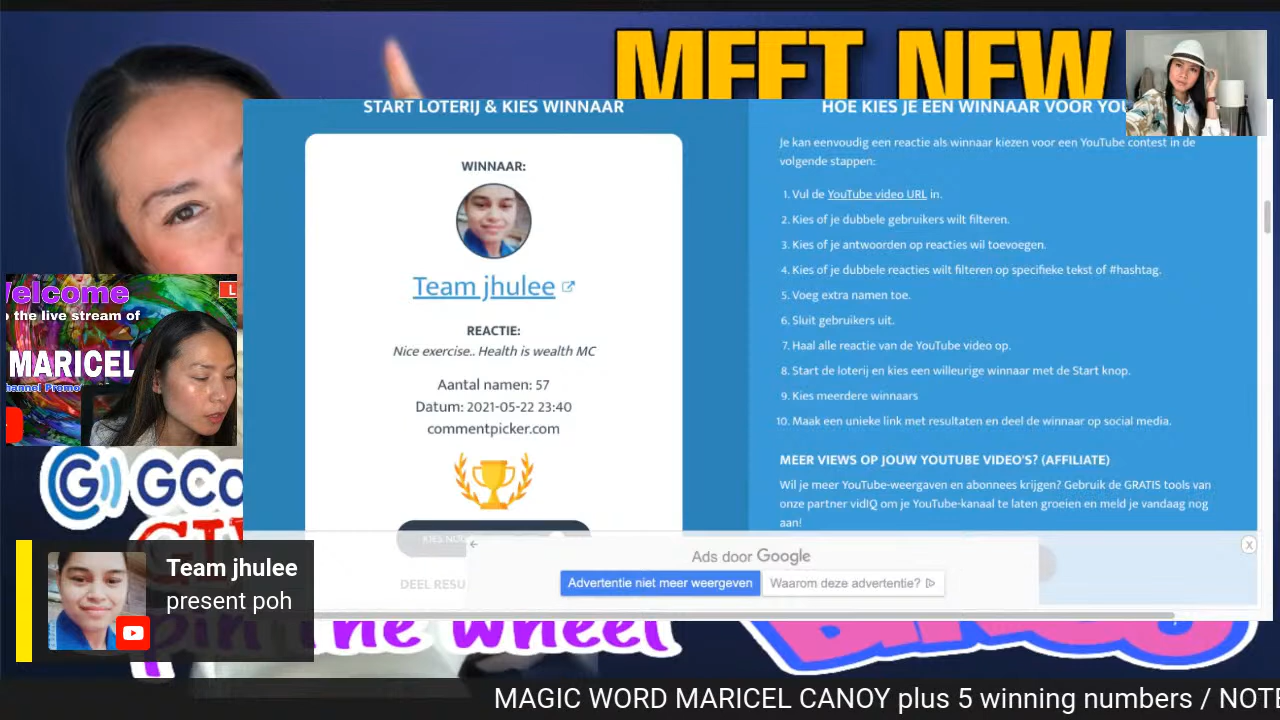 MEET NEW
START LOTERIJ & KIES WINNAAR
WINNAAR:
Team jhulee
REACTIE:
Nice exercise.. Health is wealth MC
Aantal namen: 57
Datum: 2021-05-22 23:40
commentpicker.com
DEEL RESU
HOE KIES JE EEN WINNAAR VOOR YOU
Je kan eenvoudig een reactie als winnaar kiezen voor een YouTube contest in de
volgende stappen:
1. Vul de YouTube video URL in.
2. Kies of je dubbele gebruikers wilt filteren.
3. Kies of je antwoorden op reacties wil toevoegen.
4. Kies of je dubbele reacties wilt filteren op specifieke tekst of #hashtag.
5. Voeg extra namen toe.
6. Sluit gebruikers uit.
7. Haal alle reactie van de YouTube video op.
8. Start de loterij en kies een willeurige winnaar met de Start knop.
9. Kies meerdere winnaars
10. Maak een unieke link met resultaten en deel de winnaar op social media.
MEER VIEWS OP JOUW YOUTUBE VIDEO'S? (AFFILIATE)
Wil je meer YouTube-weergaven en abonnees krijgen? Gebruik de GRATIS tools van
onze partner vidIQ om je YouTube-kanaal te laten groeien en meld je vandaag nog
aan!
Ads door Google
Advertentie niet meer weergeven
Waarom deze advertentie?
X
Welcome
o the live stream of
MARICEL
hannel Promo
L
GCo
Team jhulee
present poh
pin the wheel
BINGO
MAGIC WORD MARICEL CANOY plus 5 winning numbers / NOTE